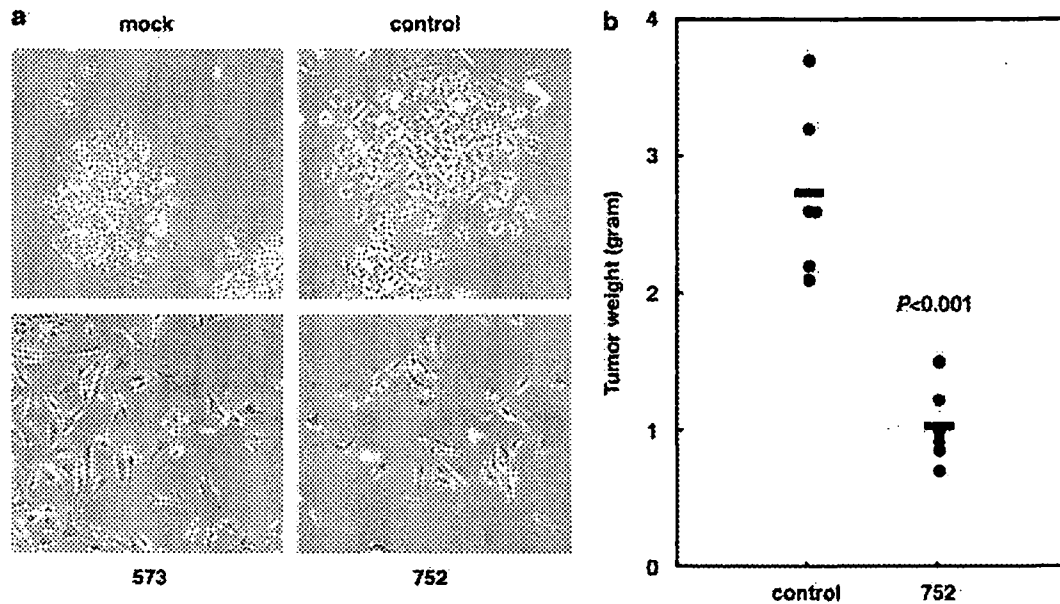 a
mock
control
573
752
b
Tumor weight (gram)
4
3
2
1
0
P<0.001
control
752